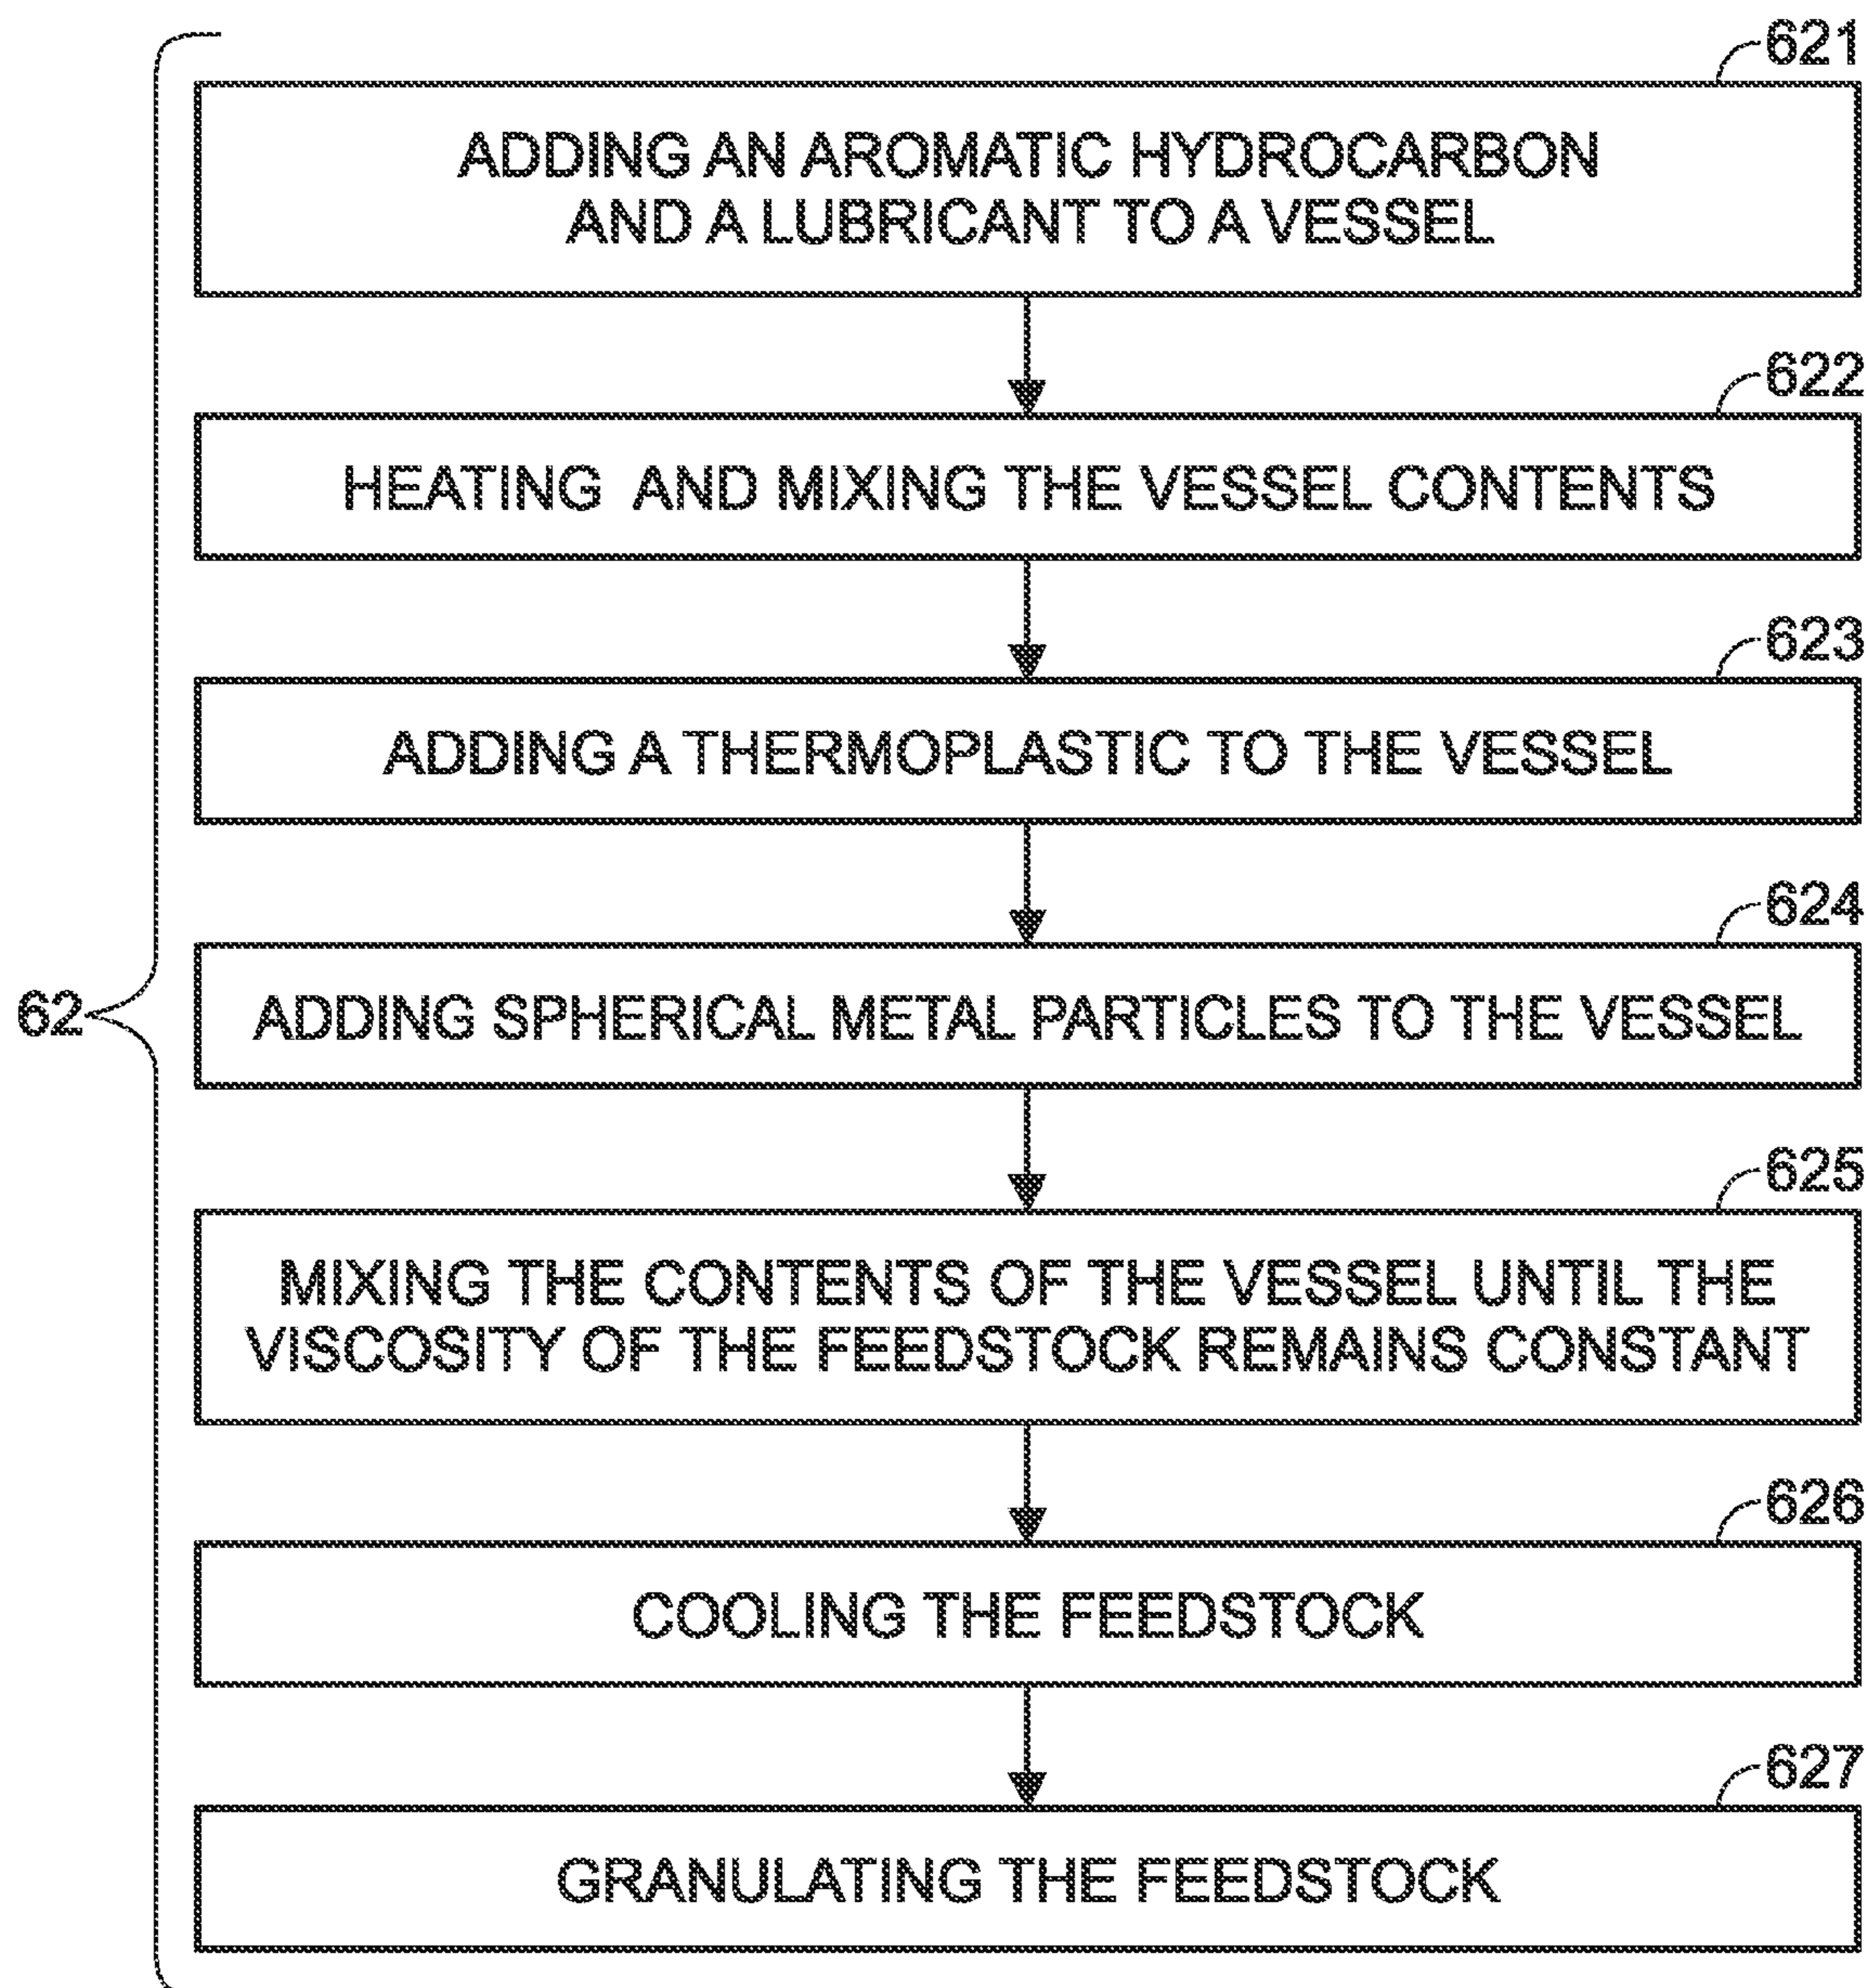 621
ADDING AN AROMATIC HYDROCARBON
AND A LUBRICANT TO A VESSEL
622
HEATING AND MIXING THE VESSEL CONTENTS
623
ADDING A THERMOPLASTIC TO THE VESSEL
624
62
ADDING SPHERICAL METAL PARTICLES TO THE VESSEL
625
MIXING THE CONTENTS OF THE VESSEL UNTIL THE
VISCOSITY OF THE FEEDSTOCK REMAINS CONSTANT
626
COOLING THE FEEDSTOCK
627
GRANULATING THE FEEDSTOCK